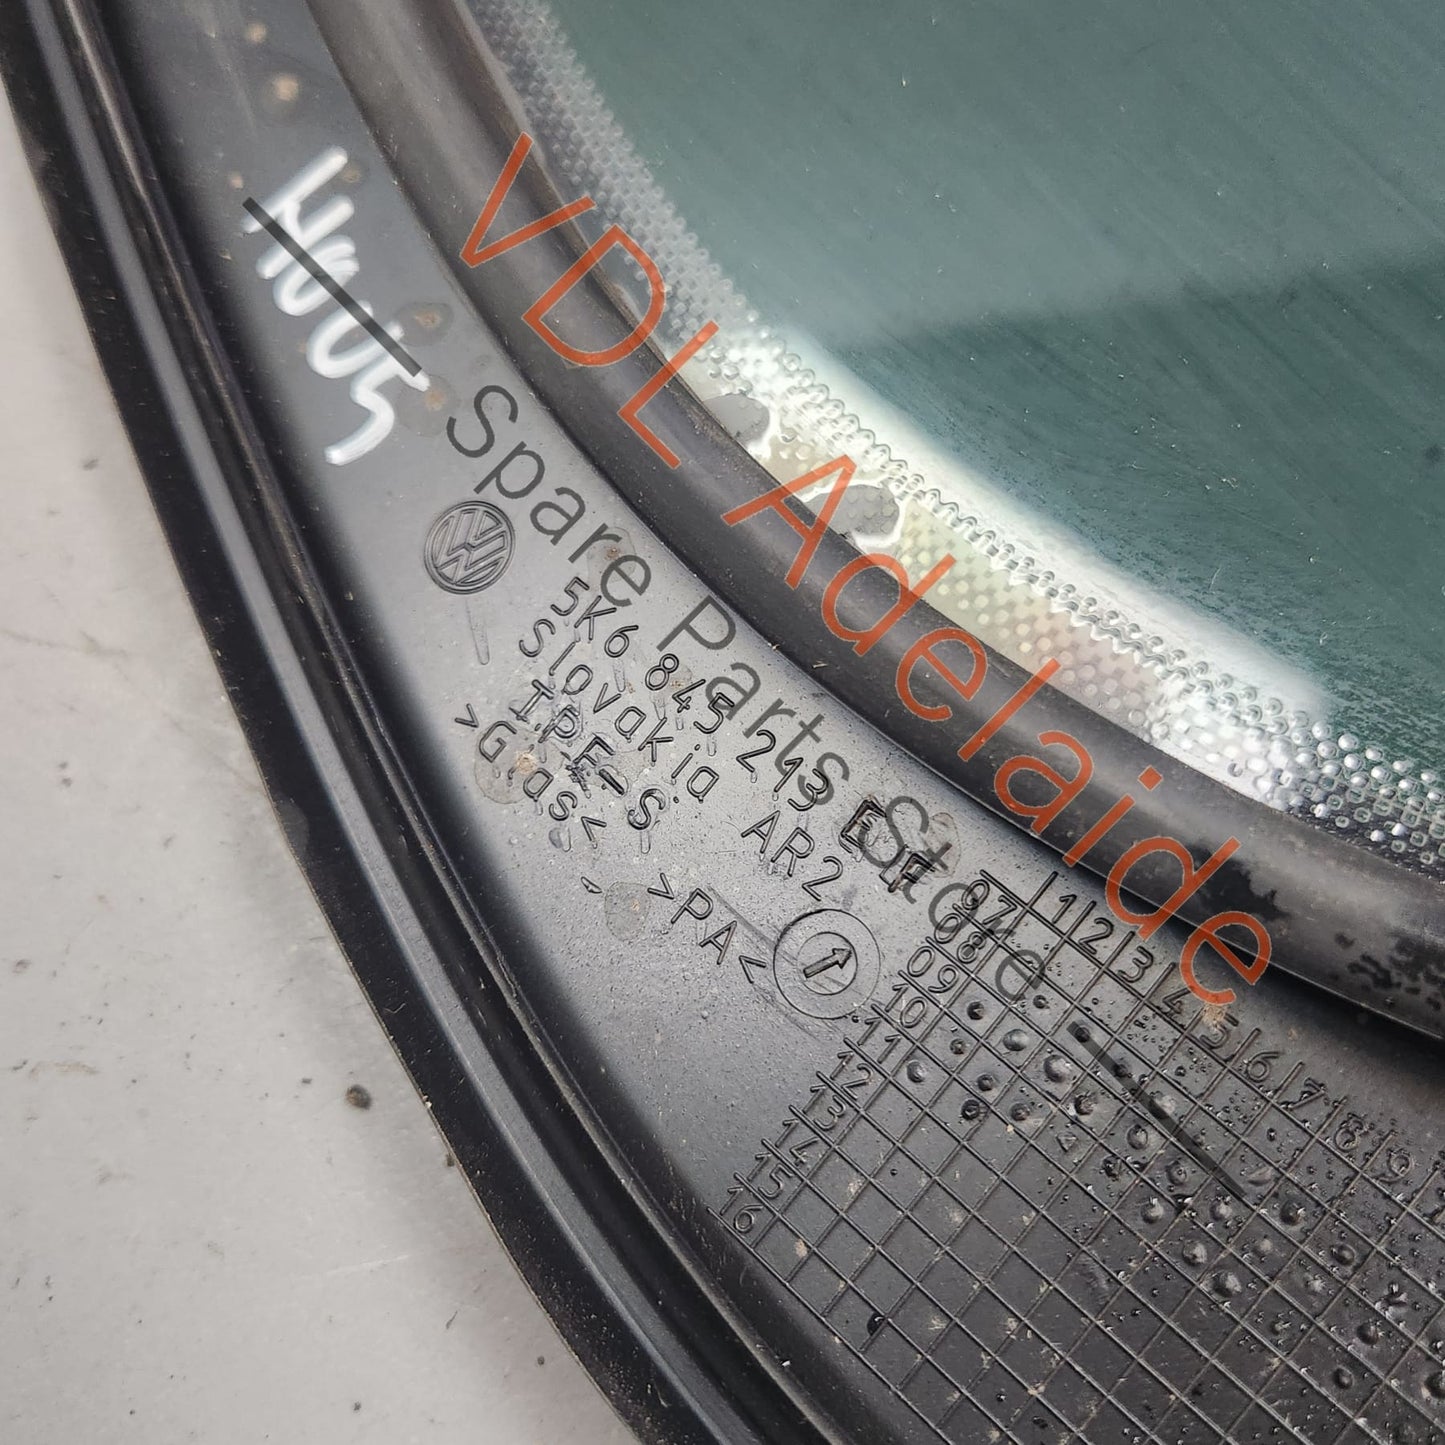 H005
VDL Adelaide
Spare Parts Store
5K6 845 213 E F
Slovakia AR2
TPE-S >PA<
>Glas<
07 1 2 3 4 5 6 7 8 9
08
09
10
11
12
13
14
15
16